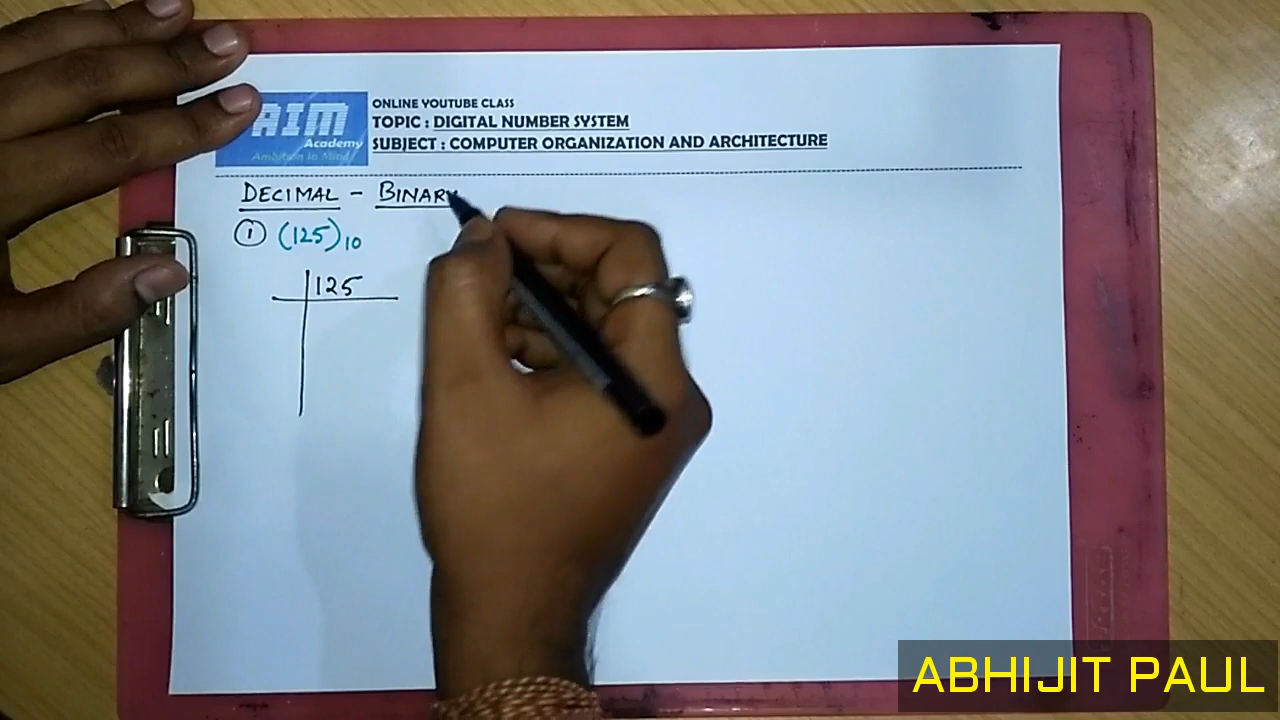 AIM
Academy
Ambition In Mind
ONLINE YOUTUBE CLASS
TOPIC : DIGITAL NUMBER SYSTEM
SUBJECT : COMPUTER ORGANIZATION AND ARCHITECTURE
DECIMAL - BINARY
① (125)10
125
ABHIJIT PAUL